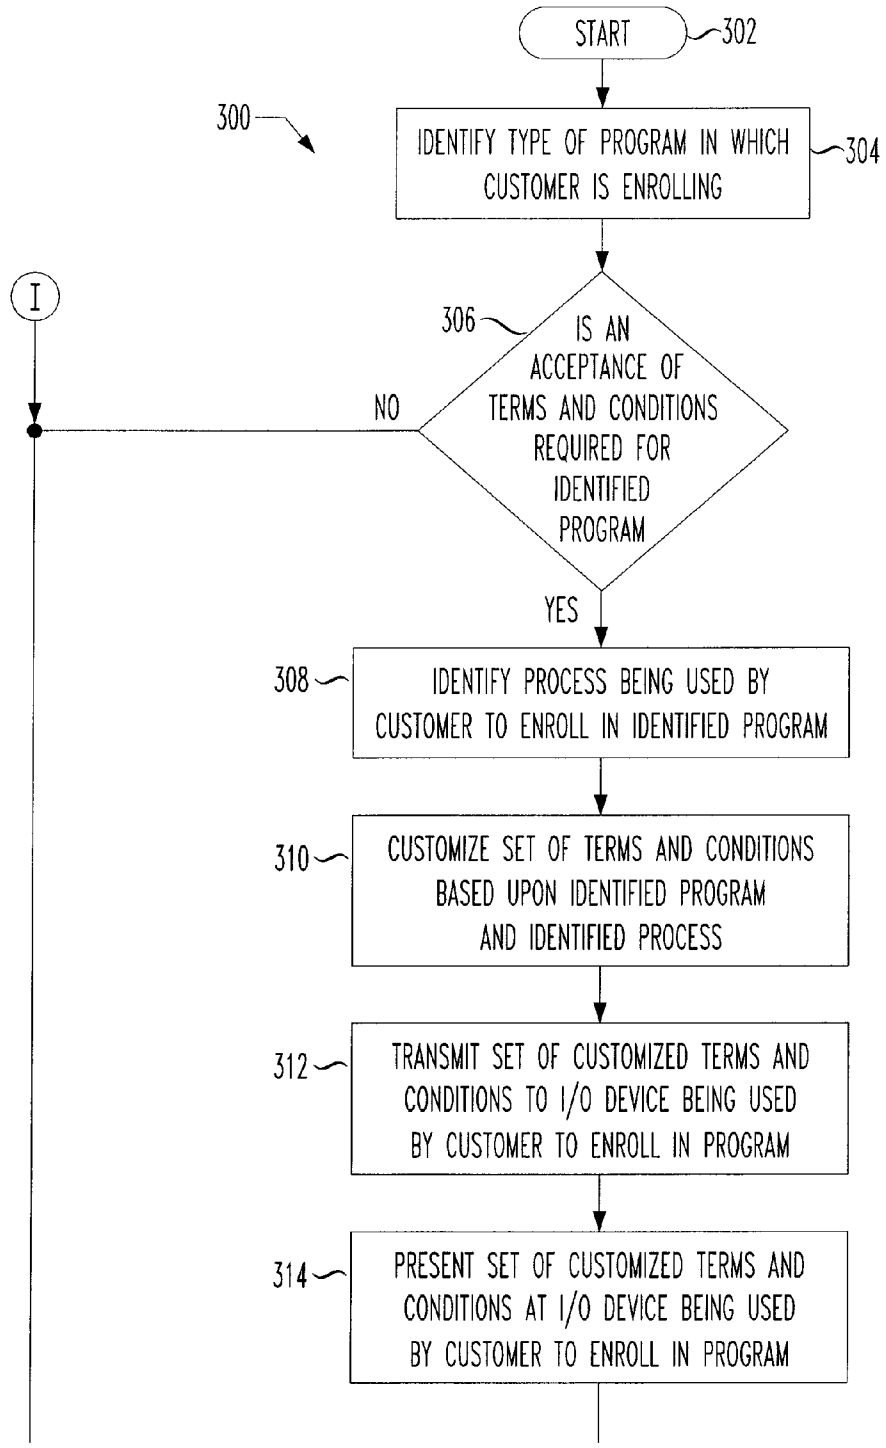 START
302
300
IDENTIFY TYPE OF PROGRAM IN WHICH
CUSTOMER IS ENROLLING
304
I
306
IS AN
ACCEPTANCE OF
TERMS AND CONDITIONS
REQUIRED FOR
IDENTIFIED
PROGRAM
NO
YES
308
IDENTIFY PROCESS BEING USED BY
CUSTOMER TO ENROLL IN IDENTIFIED PROGRAM
310
CUSTOMIZE SET OF TERMS AND CONDITIONS
BASED UPON IDENTIFIED PROGRAM
AND IDENTIFIED PROCESS
312
TRANSMIT SET OF CUSTOMIZED TERMS AND
CONDITIONS TO I/O DEVICE BEING USED
BY CUSTOMER TO ENROLL IN PROGRAM
314
PRESENT SET OF CUSTOMIZED TERMS AND
CONDITIONS AT I/O DEVICE BEING USED
BY CUSTOMER TO ENROLL IN PROGRAM